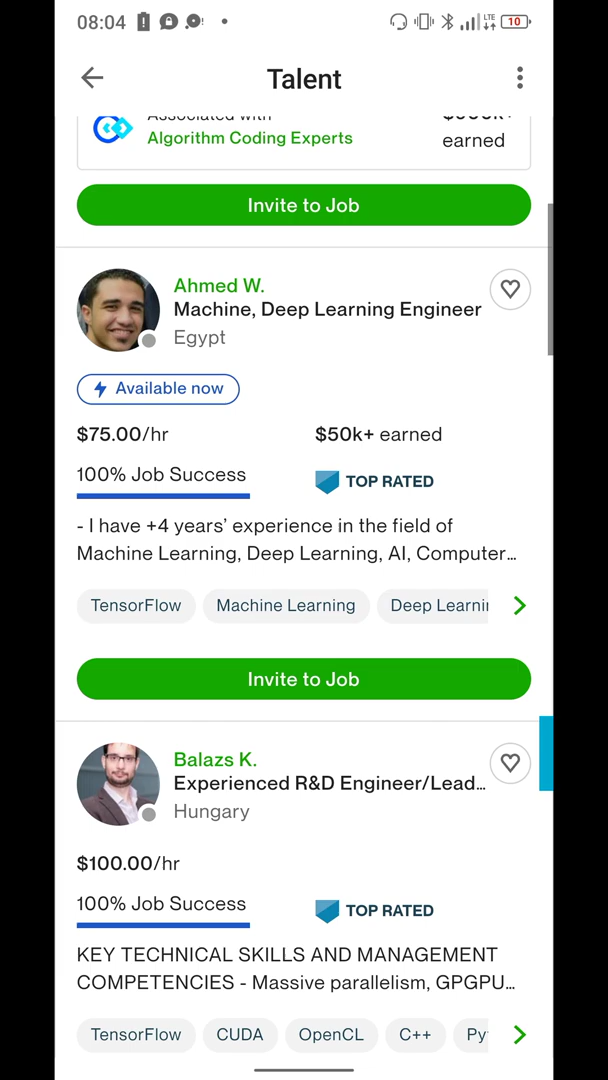 08:04
LTE
10
Talent
Associated with
Algorithm Coding Experts
earned
Invite to Job
Ahmed W.
Machine, Deep Learning Engineer
Egypt
Available now
$75.00/hr
$50k+ earned
100% Job Success
TOP RATED
- I have +4 years’ experience in the field of
Machine Learning, Deep Learning, AI, Computer...
TensorFlow
Machine Learning
Deep Learnin
Invite to Job
Balazs K.
Experienced R&D Engineer/Lead...
Hungary
$100.00/hr
100% Job Success
TOP RATED
KEY TECHNICAL SKILLS AND MANAGEMENT
COMPETENCIES - Massive parallelism, GPGPU...
TensorFlow
CUDA
OpenCL
C++
Py